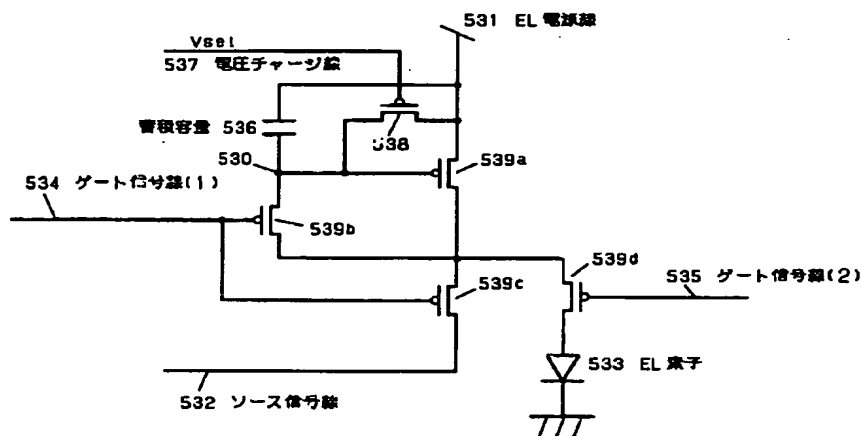 531 EL 電源線
Vsel
537 電圧チャージ線
蓄積容量 536
538
530
539a
534 ゲート信号線(1)
539b
539d
539c
535 ゲート信号線(2)
533 EL 素子
532 ソース信号線